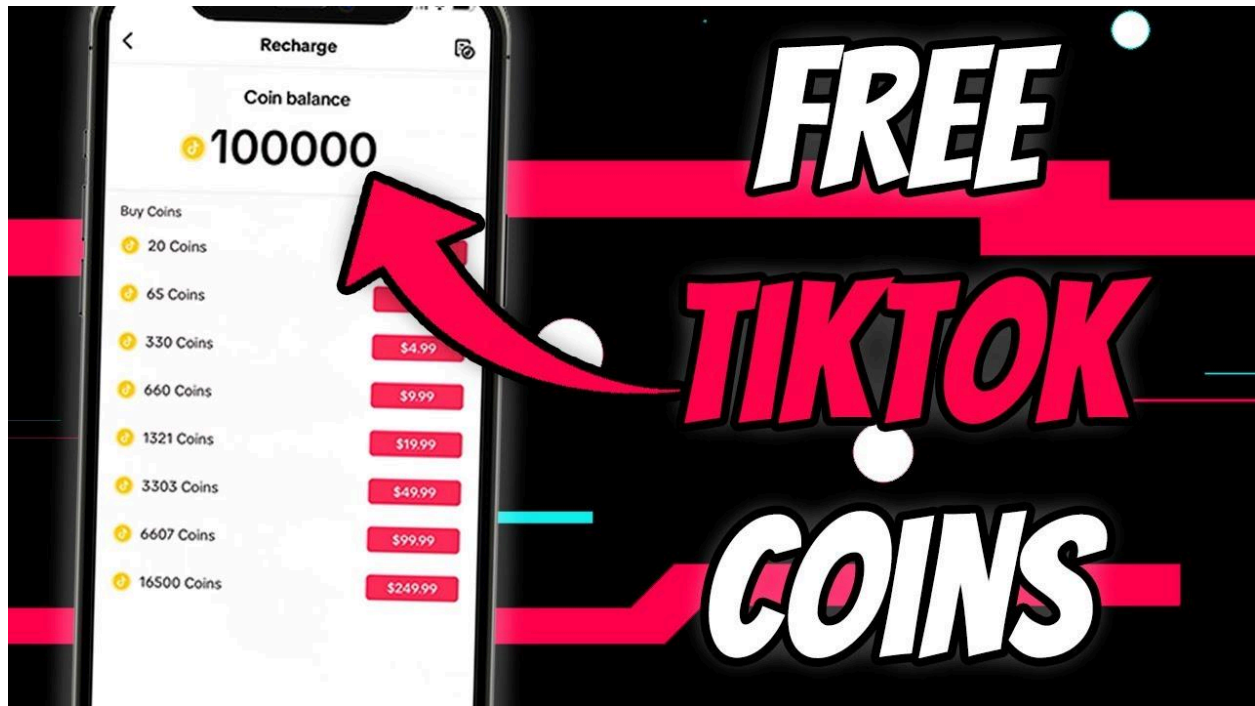 Recharge
Coin balance
100000
Buy Coins
20 Coins
65 Coins
330 Coins
$4.99
660 Coins
$9.99
1321 Coins
$19.99
3303 Coins
$49.99
6607 Coins
$99.99
16500 Coins
$249.99
FREE
TIKTOK
COINS